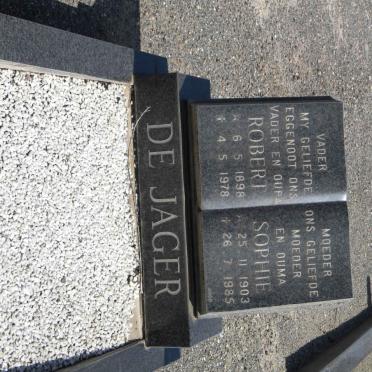 VADER
MY GELIEFDE
EGGENOOT ONS
VADER EN OUPA
ROBERT
* 6·5·1898
† 4·5·1978
MOEDER
ONS GELIEFDE
MOEDER
EN OUMA
SOPHIE
* 25·11·1903
† 26·7·1985
DE JAGER